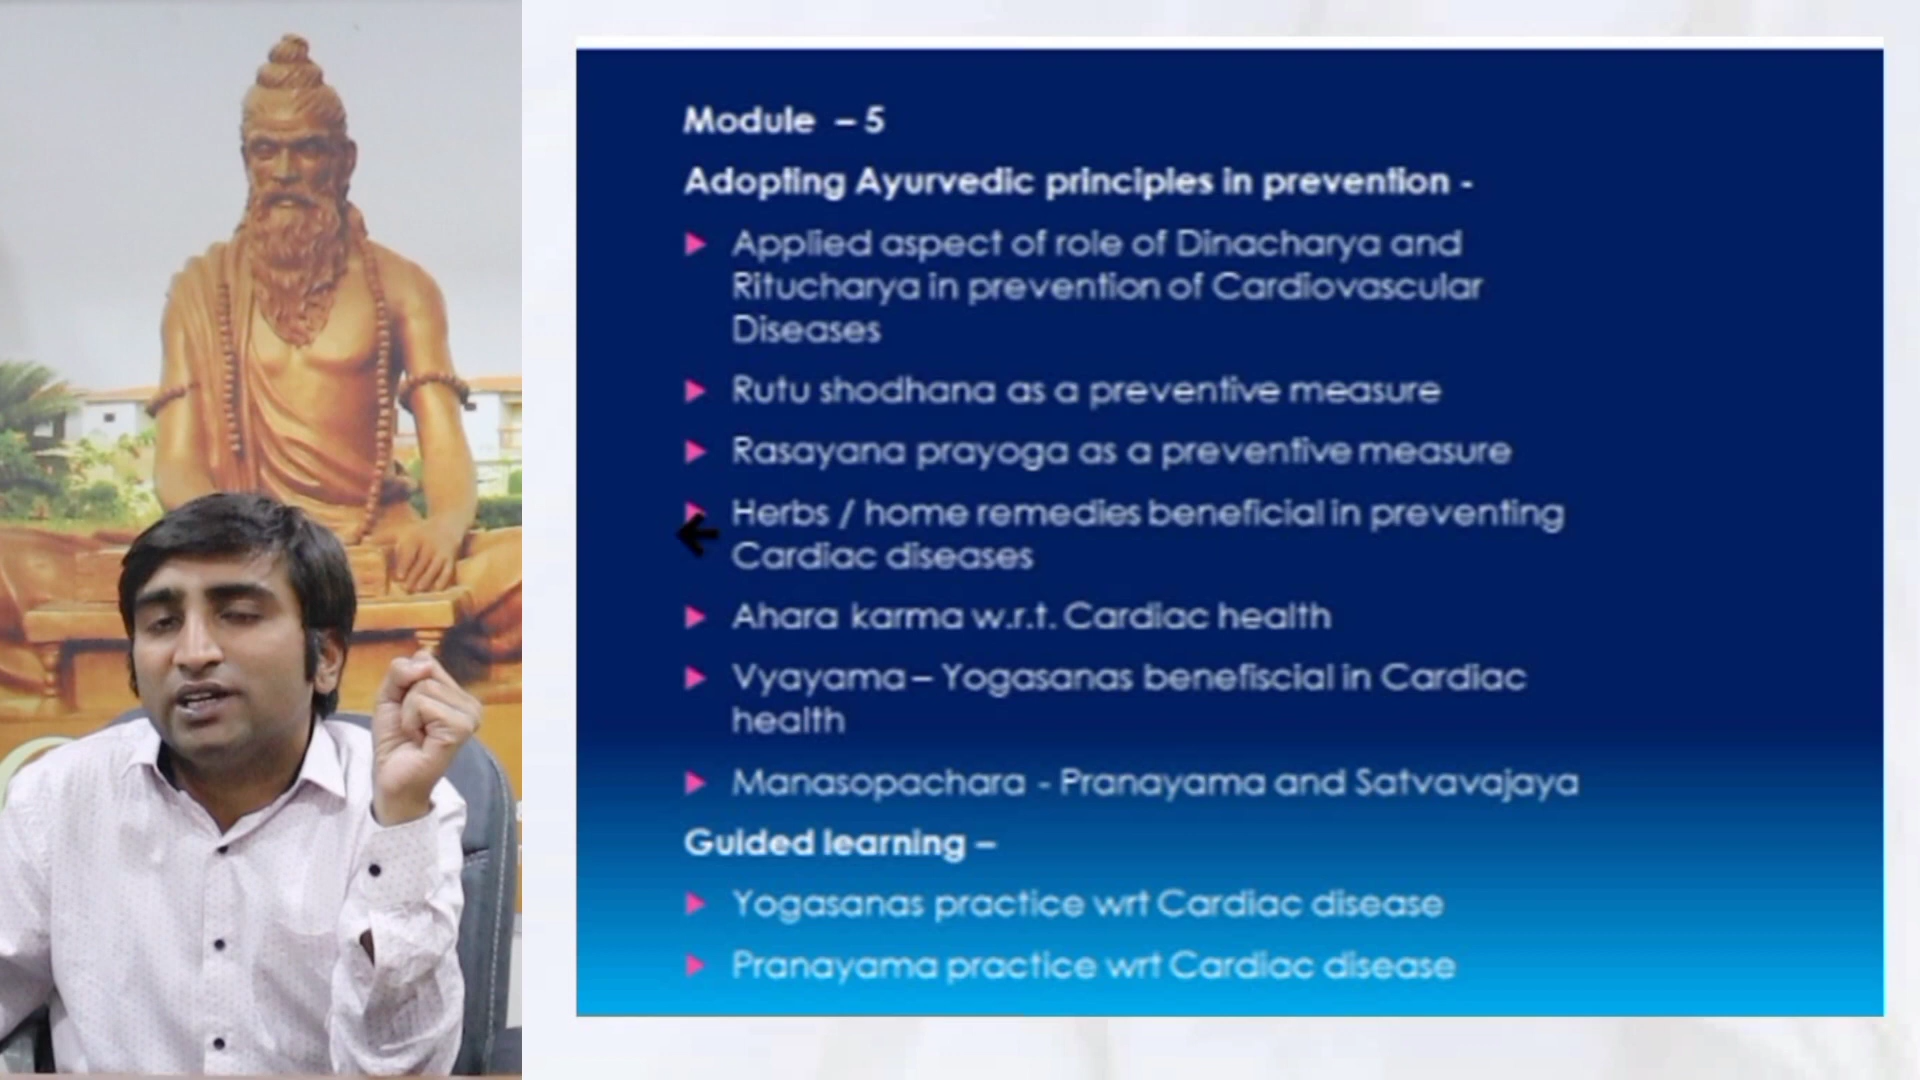 Module – 5
Adopting Ayurvedic principles in prevention -
Applied aspect of role of Dinacharya and
Ritucharya in prevention of Cardiovascular
Diseases
Rutu shodhana as a preventive measure
Rasayana prayoga as a preventive measure
Herbs / home remedies beneficial in preventing
Cardiac diseases
Ahara karma w.r.t. Cardiac health
Vyayama – Yogasanas benefiscial in Cardiac
health
Manasopachara - Pranayama and Satvavajaya
Guided learning –
Yogasanas practice wrt Cardiac disease
Pranayama practice wrt Cardiac disease